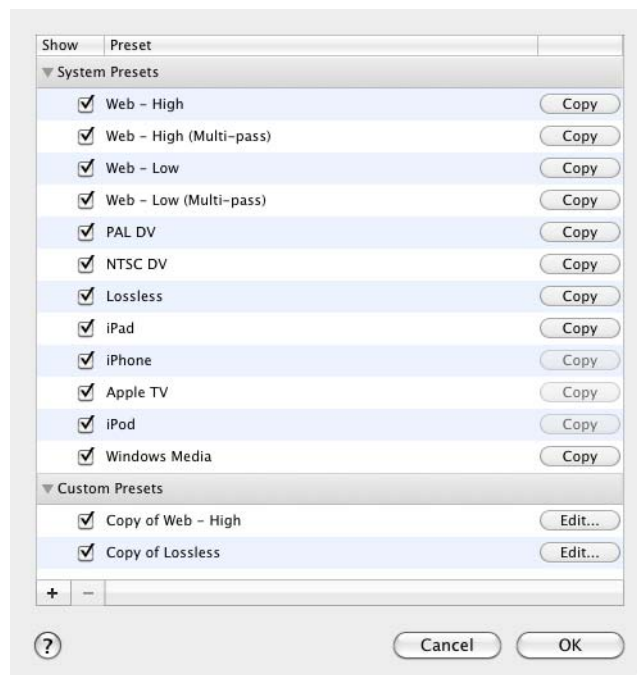 Show Preset
System Presets
Web – High Copy
Web – High (Multi-pass) Copy
Web – Low Copy
Web – Low (Multi-pass) Copy
PAL DV Copy
NTSC DV Copy
Lossless Copy
iPad Copy
iPhone Copy
Apple TV Copy
iPod Copy
Windows Media Copy
Custom Presets
Copy of Web – High Edit...
Copy of Lossless Edit...
+ −
? Cancel OK